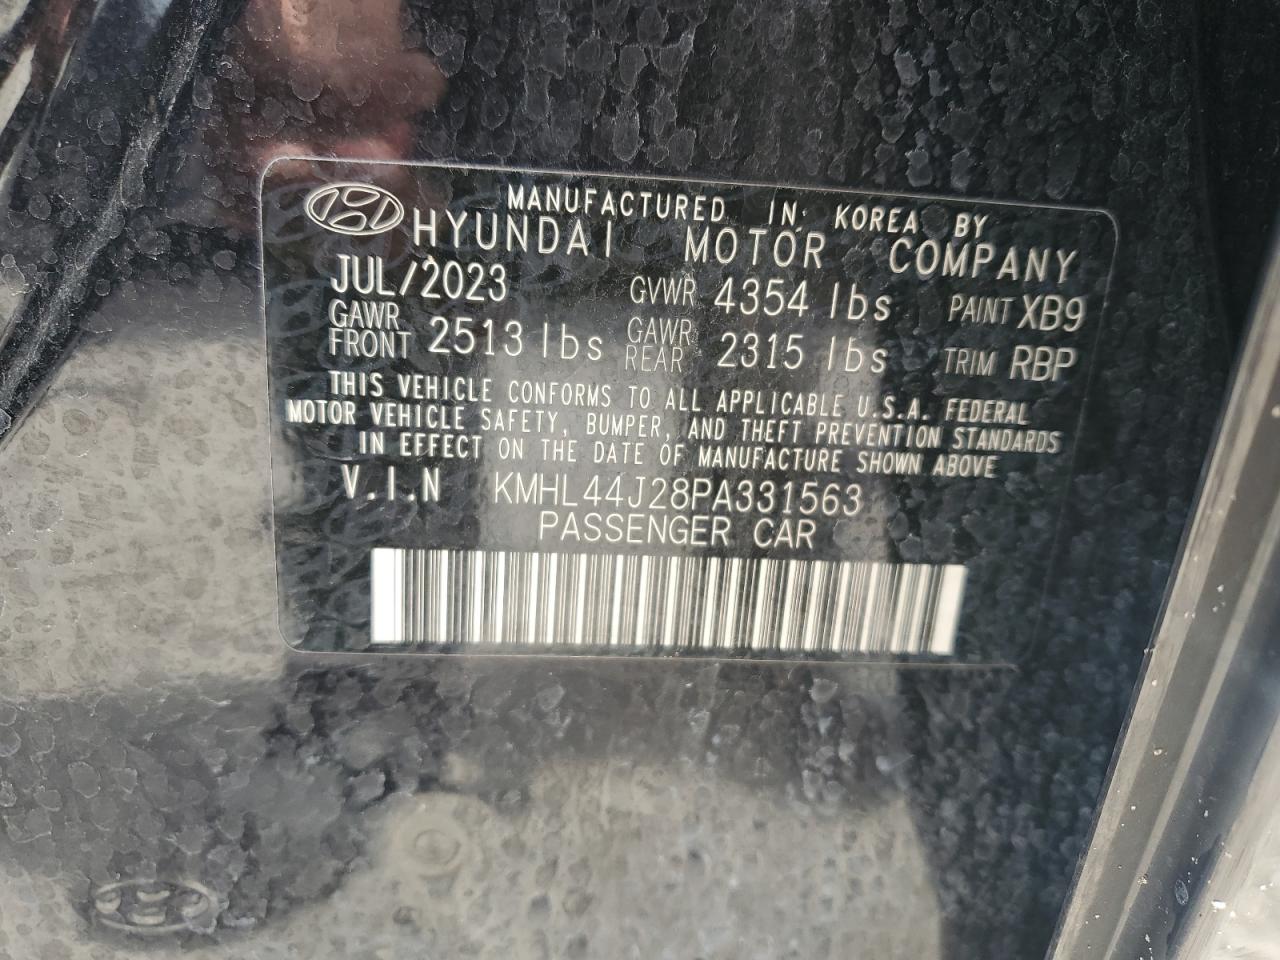 MANUFACTURED IN KOREA BY
HYUNDAI MOTOR COMPANY
JUL/2023 GVWR 4354 lbs PAINT XB9
GAWR FRONT 2513 lbs GAWR REAR 2315 lbs TRIM RBP
THIS VEHICLE CONFORMS TO ALL APPLICABLE U.S.A. FEDERAL
MOTOR VEHICLE SAFETY, BUMPER, AND THEFT PREVENTION STANDARDS
IN EFFECT ON THE DATE OF MANUFACTURE SHOWN ABOVE
V.I.N KMHL44J28PA331563
PASSENGER CAR